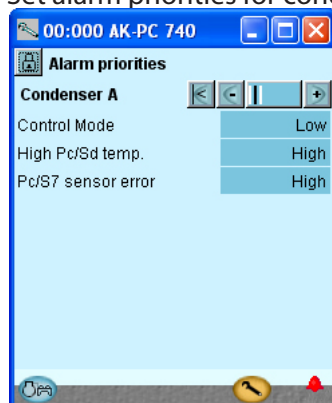 Set alarm priorities for con
00:000 AK-PC 740
Alarm priorities
Condenser A
Control Mode Low
High Pc/Sd temp. High
Pc/S7 sensor error High